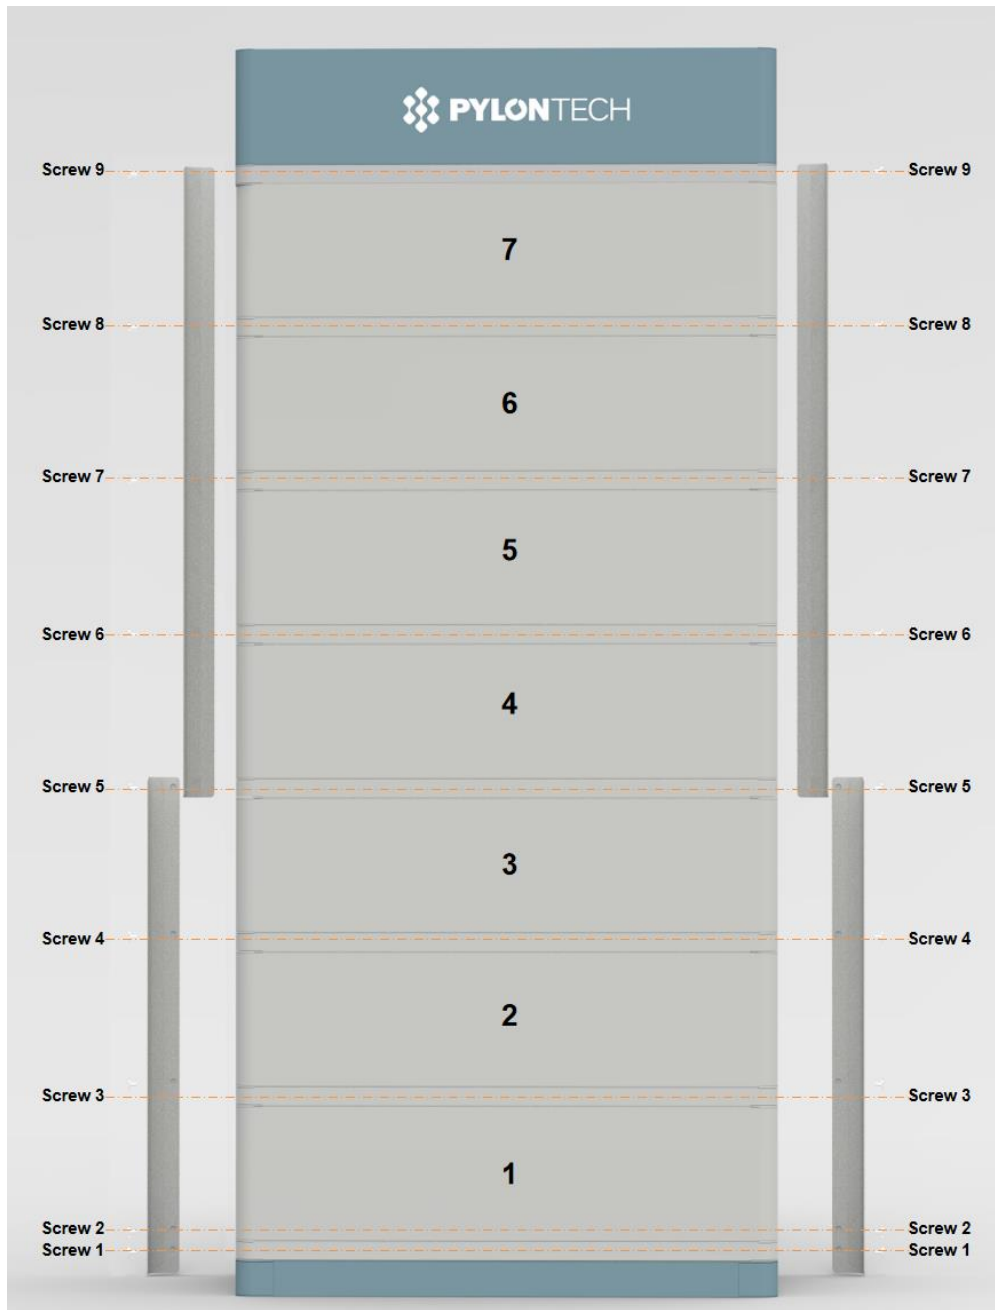 PYLONTECH
Screw 9 Screw 9
7
Screw 8 Screw 8
6
Screw 7 Screw 7
5
Screw 6 Screw 6
4
Screw 5 Screw 5
3
Screw 4 Screw 4
2
Screw 3 Screw 3
1
Screw 2 Screw 2
Screw 1 Screw 1